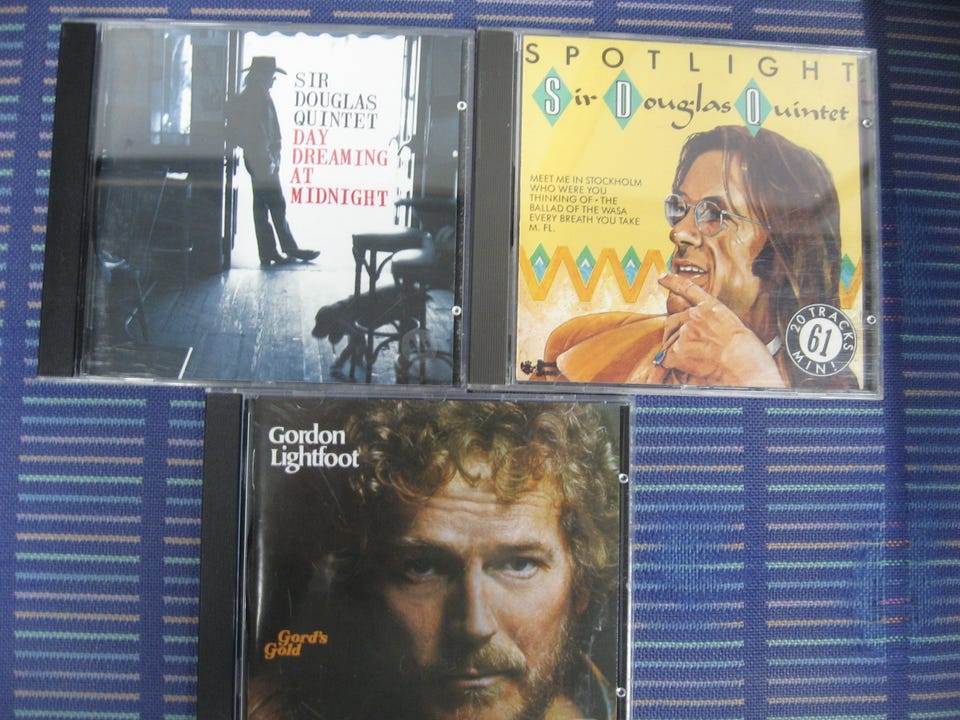 SIR
DOUGLAS
QUINTET
DAY
DREAMING
AT
MIDNIGHT
SPOTLIGHT
Sir Douglas Quintet
MEET ME IN STOCKHOLM
WHO WERE YOU
THINKING OF • THE
BALLAD OF THE WASA
EVERY BREATH YOU TAKE
M. FL.
20 TRACKS
61
MIN!
Gordon
Lightfoot
Gord's
Gold